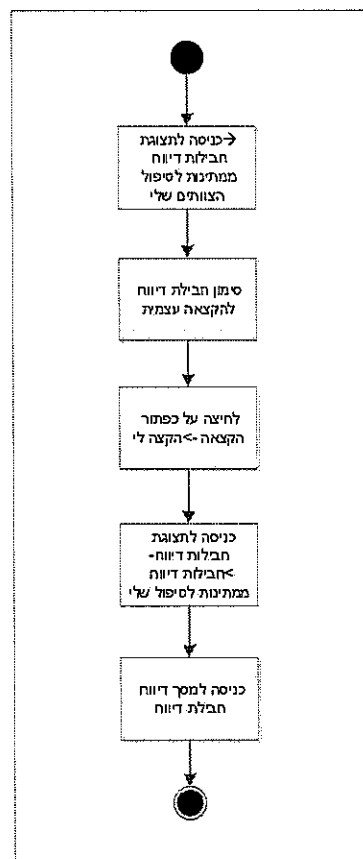 כניסה לתצוגת→
חבילות דיווח
ממתינות לטיפול
הצוותים שלי
סימון חבילת דיווח
להקצאה עצמית
לחיצה על כפתור
הקצאה ->הקצה לי
כניסה לתצוגת
חבילות דיווח-
>חבילות דיווח
ממתינות לטיפול שלי
כניסה למסך דיווח
חבילת דיווח